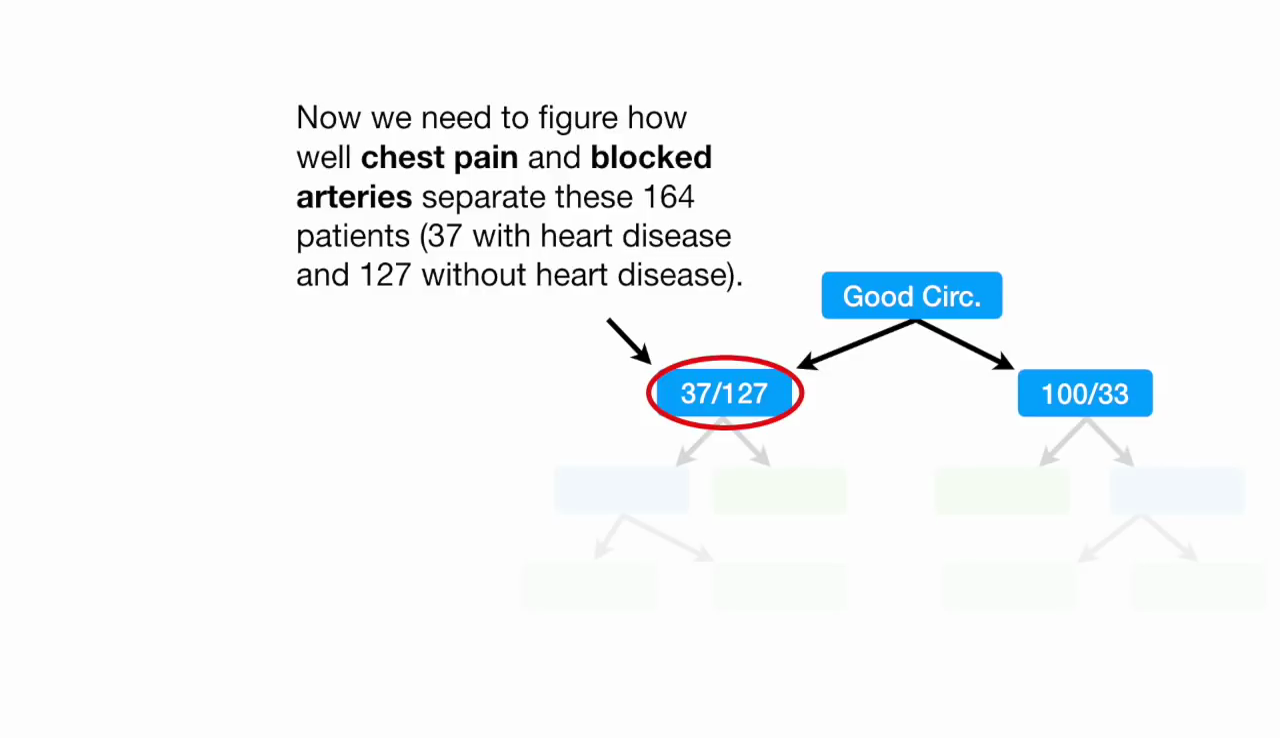 Now we need to figure how
well chest pain and blocked
arteries separate these 164
patients (37 with heart disease
and 127 without heart disease).
Good Circ.
37/127
100/33